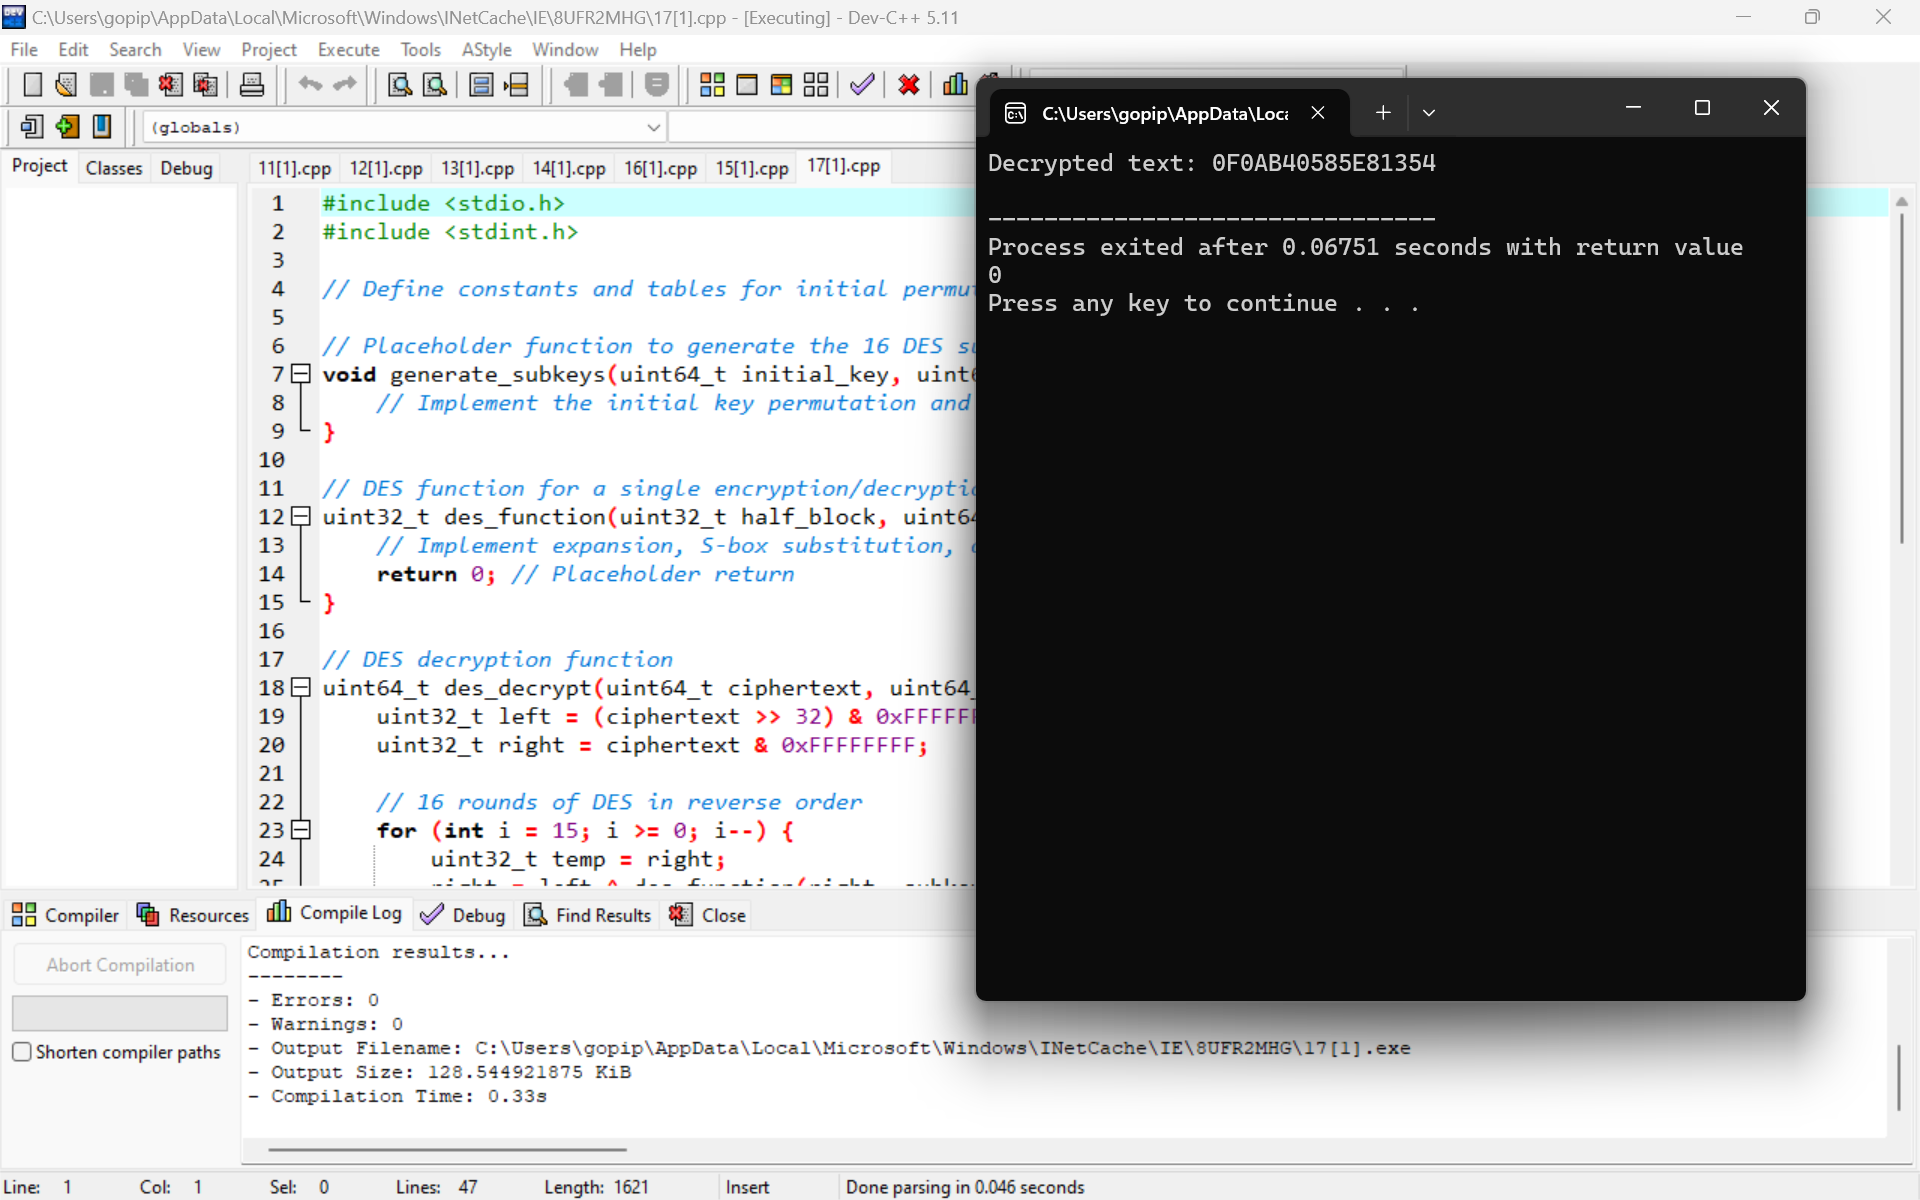 C:\Users\gopip\AppData\Local\Microsoft\Windows\INetCache\IE\8UFR2MHG\17[1].cpp - [Executing] - Dev-C++ 5.11
File Edit Search View Project Execute Tools AStyle Window Help
(globals)
Project Classes Debug 11[1].cpp 12[1].cpp 13[1].cpp 14[1].cpp 16[1].cpp 15[1].cpp 17[1].cpp
1 #include <stdio.h>
2 #include <stdint.h>
3
4 // Define constants and tables for initial permu
5
6 // Placeholder function to generate the 16 DES s
7 void generate_subkeys(uint64_t initial_key, uint6
8 // Implement the initial key permutation and
9 }
10
11 // DES function for a single encryption/decryptio
12 uint32_t des_function(uint32_t half_block, uint64
13 // Implement expansion, S-box substitution,
14 return 0; // Placeholder return
15 }
16
17 // DES decryption function
18 uint64_t des_decrypt(uint64_t ciphertext, uint64_
19 uint32_t left = (ciphertext >> 32) & 0xFFFFFF
20 uint32_t right = ciphertext & 0xFFFFFFFF;
21
22 // 16 rounds of DES in reverse order
23 for (int i = 15; i >= 0; i--) {
24 uint32_t temp = right;
C:\Users\gopip\AppData\Loca
Decrypted text: 0F0AB40585E81354
--------------------------------
Process exited after 0.06751 seconds with return value
0
Press any key to continue . . .
Compiler Resources Compile Log Debug Find Results Close
Abort Compilation
Shorten compiler paths
Compilation results...
--------
- Errors: 0
- Warnings: 0
- Output Filename: C:\Users\gopip\AppData\Local\Microsoft\Windows\INetCache\IE\8UFR2MHG\17[1].exe
- Output Size: 128.544921875 KiB
- Compilation Time: 0.33s
Line: 1 Col: 1 Sel: 0 Lines: 47 Length: 1621 Insert Done parsing in 0.046 seconds